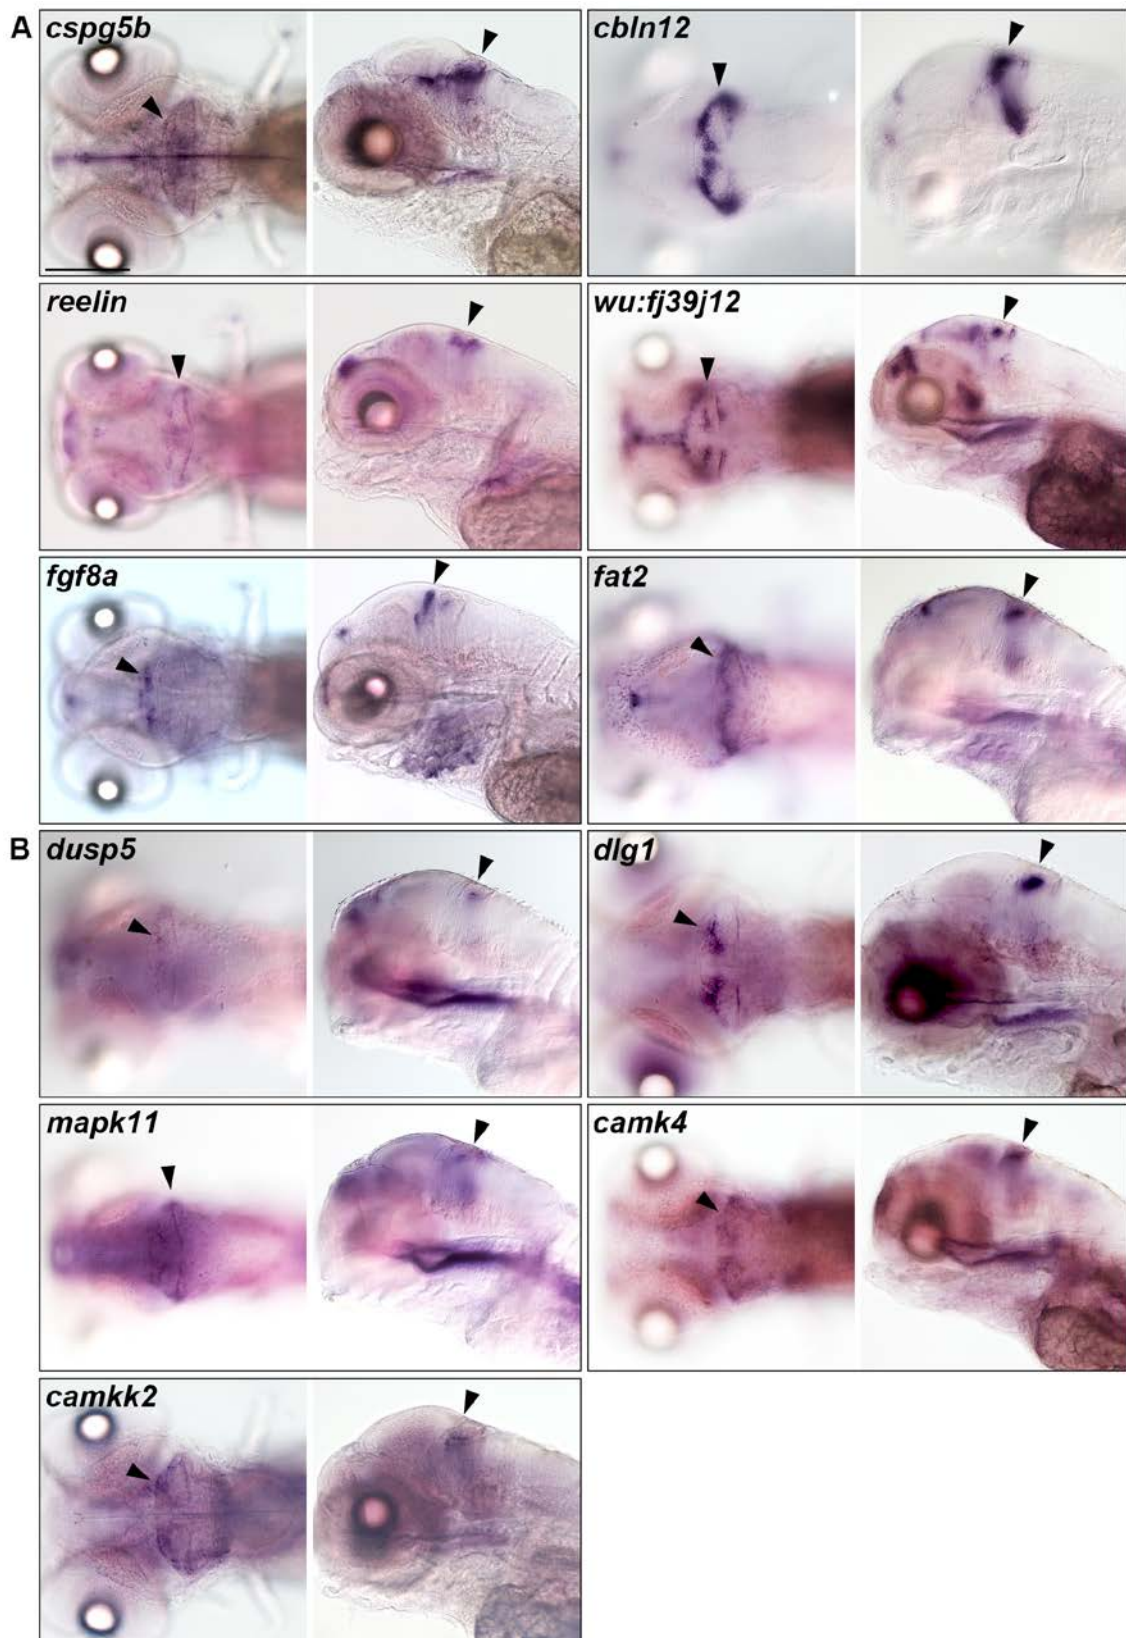 A cspg5b cbln12
reelin wu:fj39j12
fgf8a fat2
B dusp5 dlg1
mapk11 camk4
camkk2